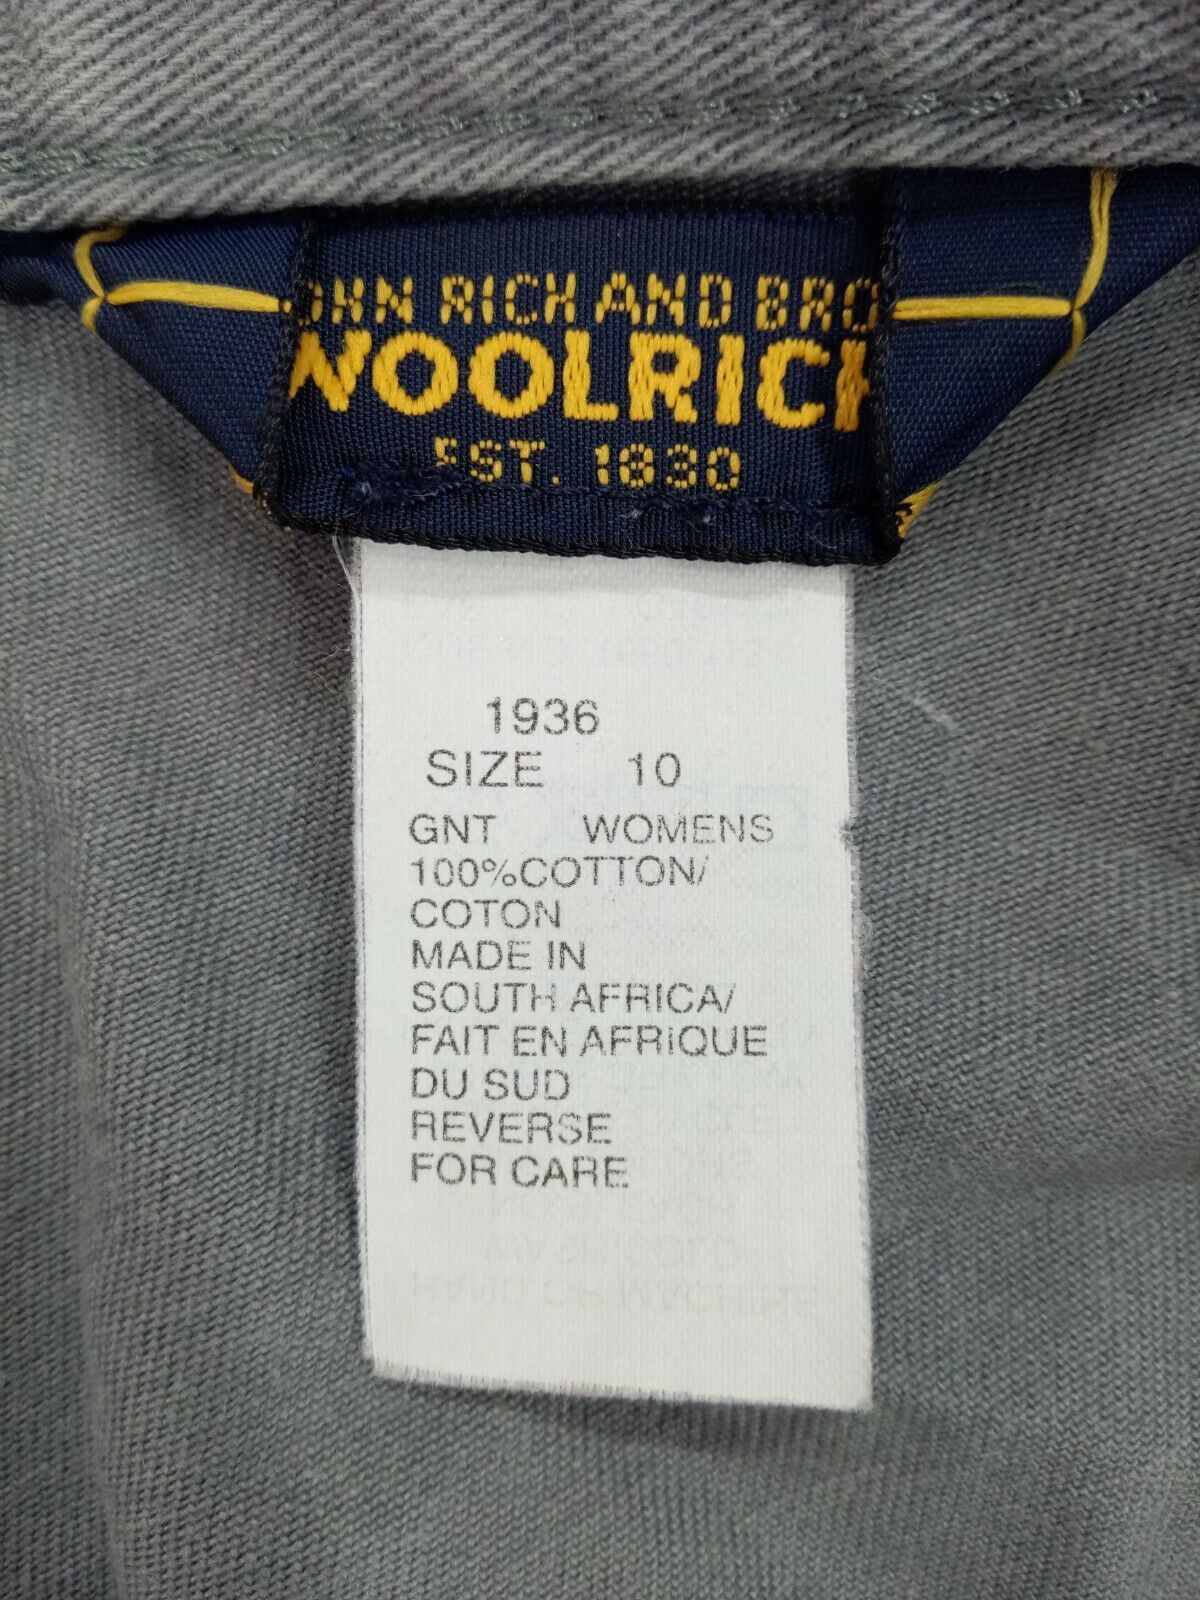 OHN RICH AND BRO
WOOLRICH
EST. 1830
1936
SIZE 10
GNT WOMENS
100%COTTON/
COTON
MADE IN
SOUTH AFRICA/
FAIT EN AFRIQUE
DU SUD
REVERSE
FOR CARE